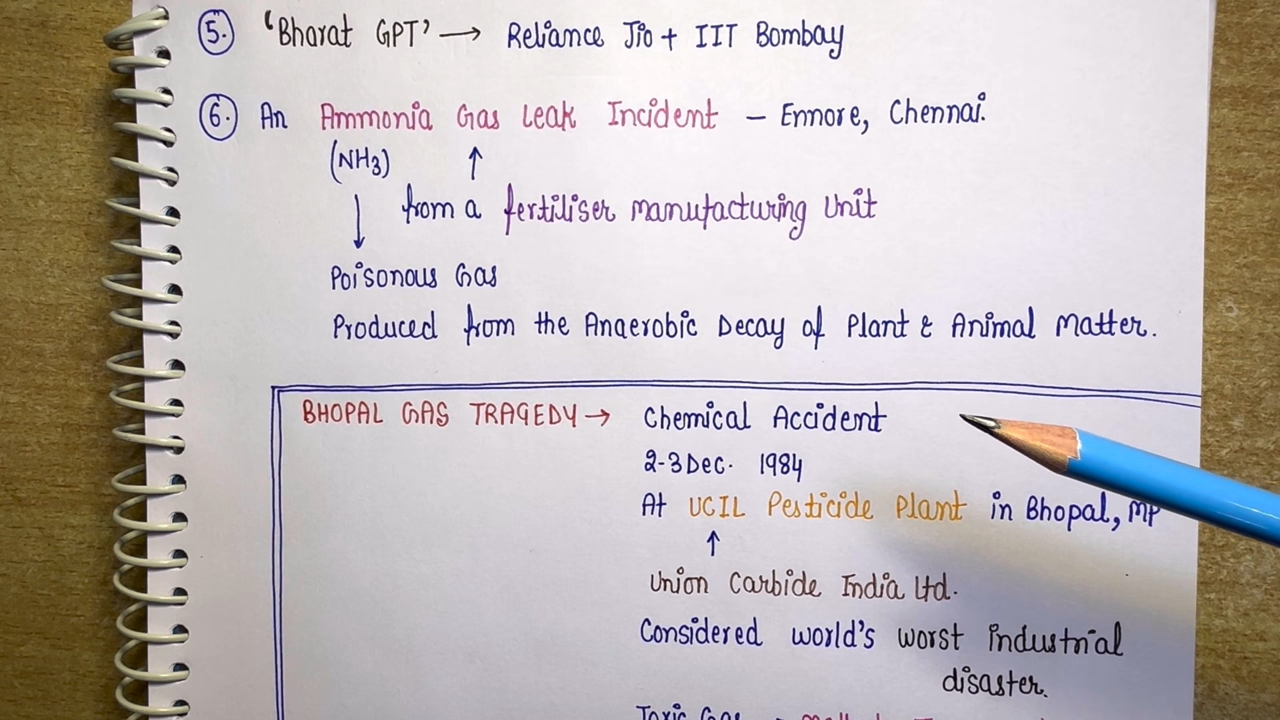 5. 'Bharat GPT' → Reliance Jio + IIT Bombay
6. An Ammonia Gas Leak Incident – Ennore, Chennai.
(NH3) ↑
↓ from a fertiliser manufacturing Unit
Poisonous Gas
Produced from the Anaerobic Decay of Plant & Animal Matter.
BHOPAL GAS TRAGEDY → Chemical Accident
2-3 Dec. 1984
At UCIL Pesticide Plant in Bhopal, MP
↑
Union Carbide India Ltd.
Considered world's worst industrial
disaster.
Toxic Gas